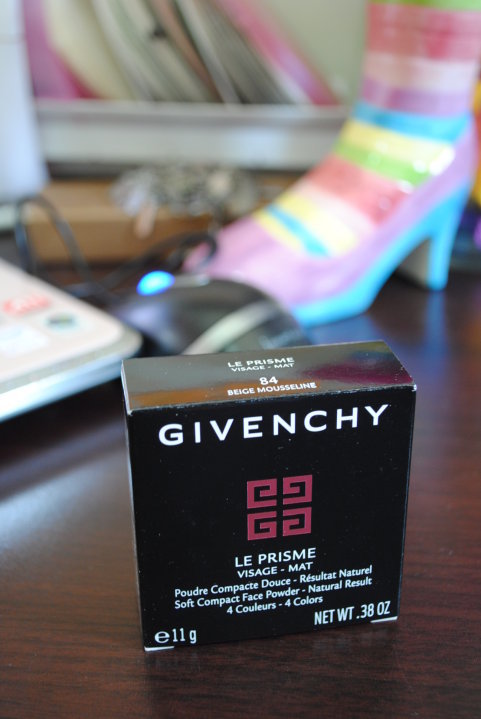 LE PRISME
VISAGE - MAT
84
BEIGE MOUSSELINE
GIVENCHY
LE PRISME
VISAGE - MAT
Poudre Compacte Douce - Résultat Naturel
Soft Compact Face Powder - Natural Result
4 Couleurs - 4 Colors
e 11 g
NET WT .38 OZ